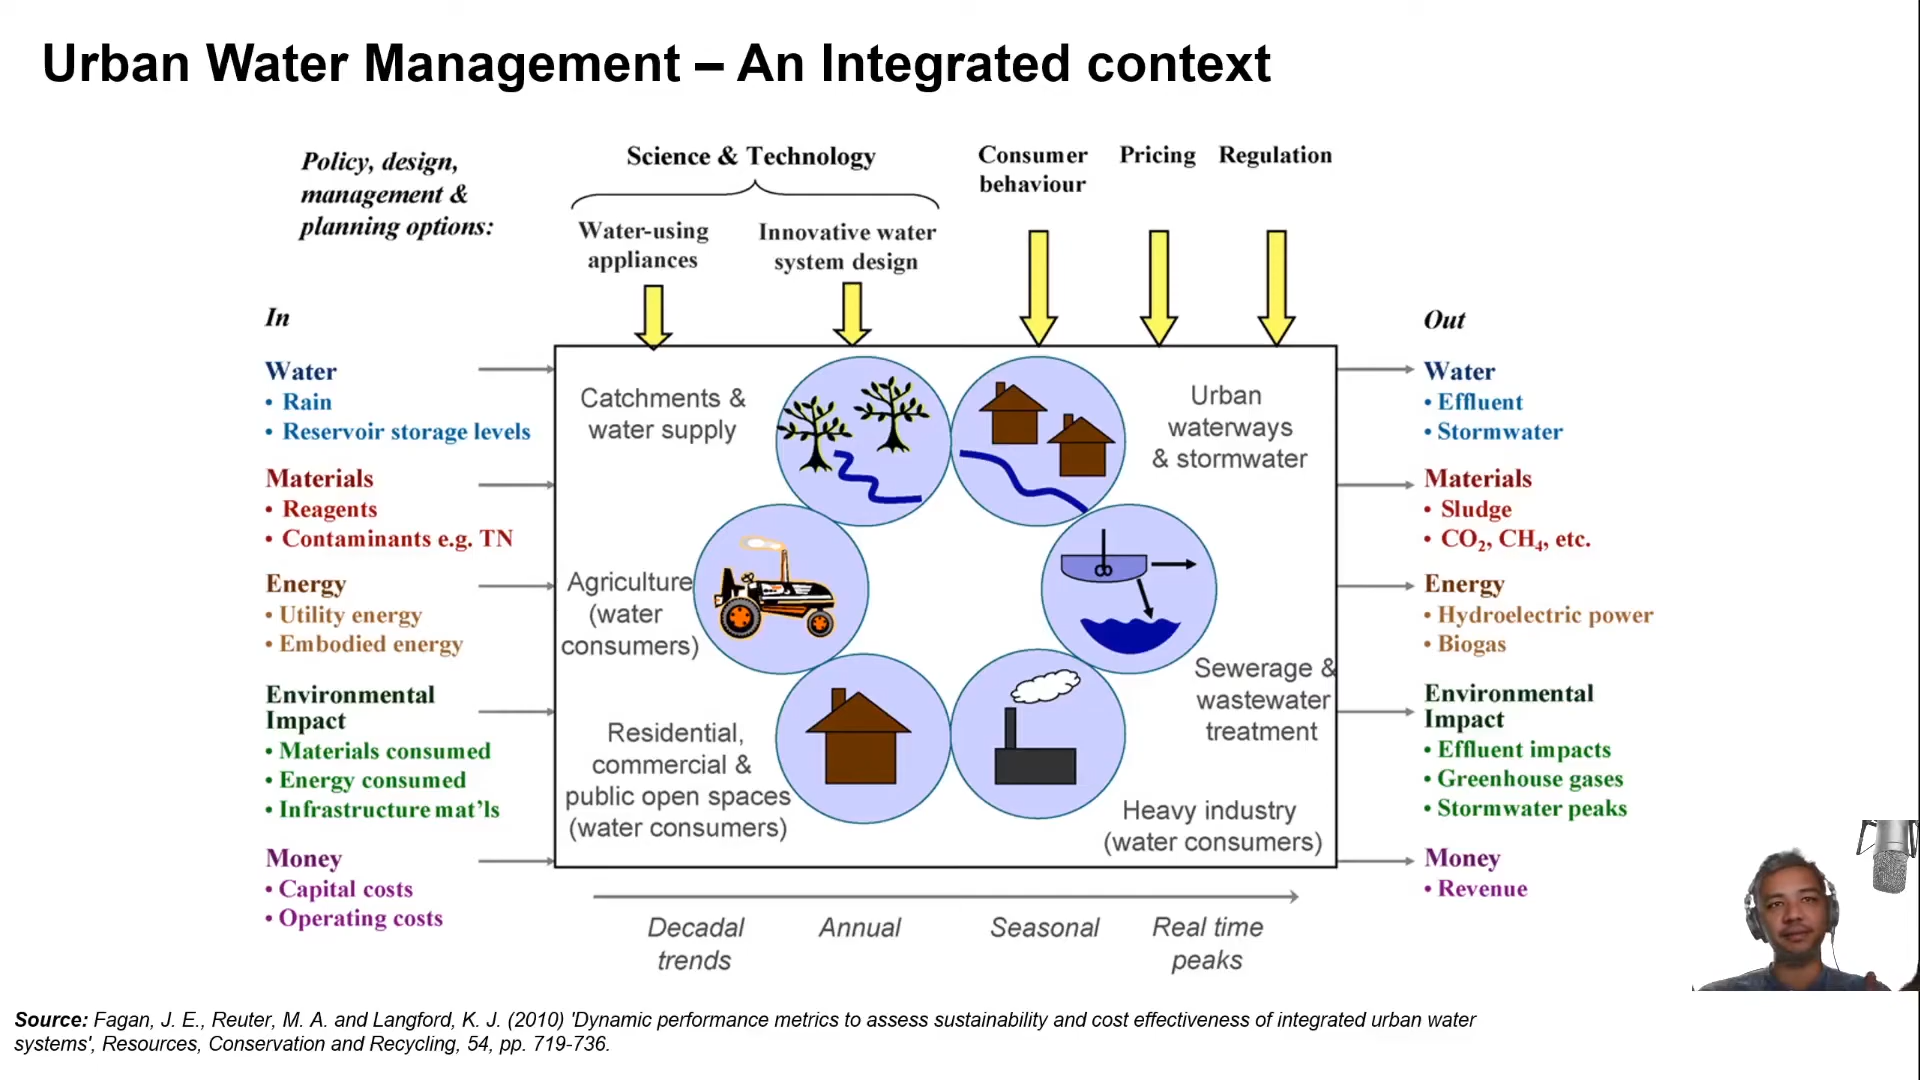 Urban Water Management – An Integrated context
Policy, design,
management &
planning options:
Science & Technology
Water-using
appliances
Innovative water
system design
Consumer
behaviour
Pricing
Regulation
In
Water
• Rain
• Reservoir storage levels
Materials
• Reagents
• Contaminants e.g. TN
Energy
• Utility energy
• Embodied energy
Environmental
Impact
• Materials consumed
• Energy consumed
• Infrastructure mat'ls
Money
• Capital costs
• Operating costs
Catchments &
water supply
Urban
waterways
& stormwater
Agriculture
(water
consumers)
Sewerage &
wastewater
treatment
Residential,
commercial &
public open spaces
(water consumers)
Heavy industry
(water consumers)
Out
Water
• Effluent
• Stormwater
Materials
• Sludge
• CO₂, CH₄, etc.
Energy
• Hydroelectric power
• Biogas
Environmental
Impact
• Effluent impacts
• Greenhouse gases
• Stormwater peaks
Money
• Revenue
Decadal
trends
Annual
Seasonal
Real time
peaks
Source: Fagan, J. E., Reuter, M. A. and Langford, K. J. (2010) 'Dynamic performance metrics to assess sustainability and cost effectiveness of integrated urban water
systems', Resources, Conservation and Recycling, 54, pp. 719-736.